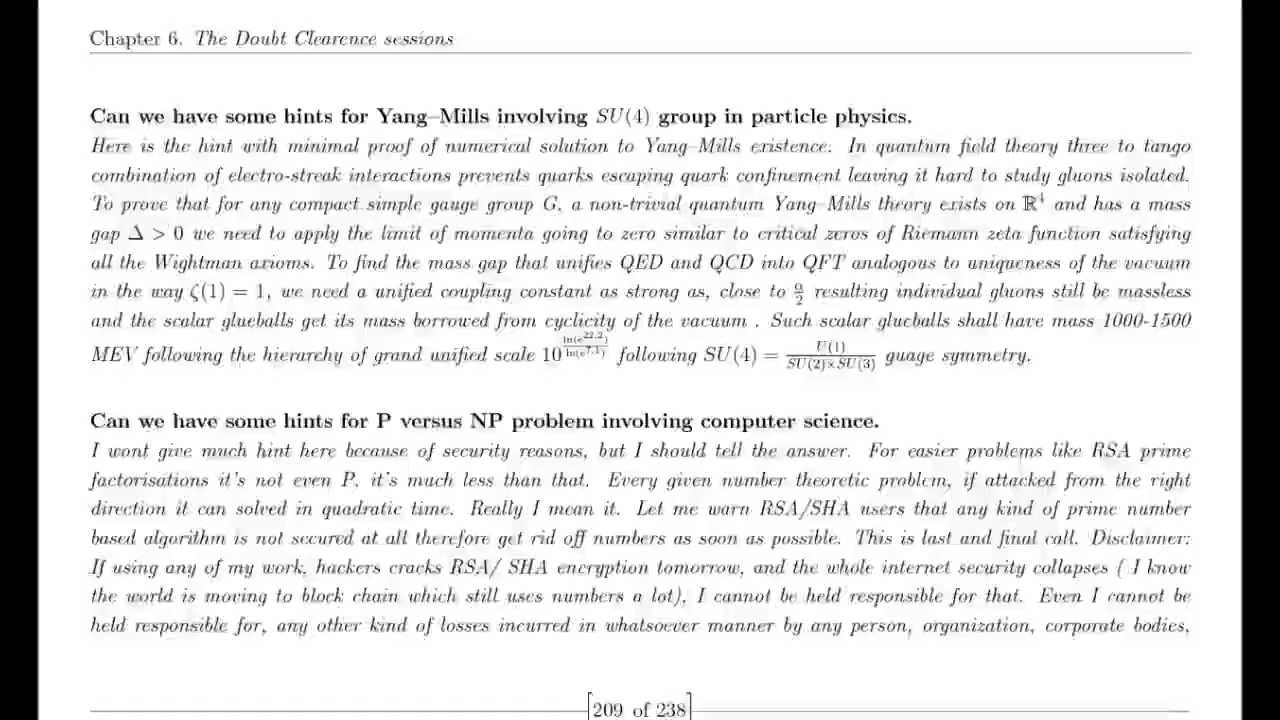 Chapter 6. The Doubt Clearence sessions
Can we have some hints for Yang–Mills involving SU(4) group in particle physics.
Here is the hint with minimal proof of numerical solution to Yang–Mills existence: In quantum field theory three to tango
combination of electro-streak interactions prevents quarks escaping quark confinement leaving it hard to study gluons isolated.
To prove that for any compact simple gauge group G, a non-trivial quantum Yang–Mills theory exists on ℝ⁴ and has a mass
gap Δ > 0 we need to apply the limit of momenta going to zero similar to critical zeros of Riemann zeta function satisfying
all the Wightman axioms. To find the mass gap that unifies QED and QCD into QFT analogous to uniqueness of the vacuum
in the way ζ(1) = 1, we need a unified coupling constant as strong as, close to α/2 resulting individual gluons still be massless
and the scalar glueballs get its mass borrowed from cyclicity of the vacuum . Such scalar glueballs shall have mass 1000-1500
MEV following the hierarchy of grand unified scale 10^(ln(e^22.2)/ln(e^7.1)) following SU(4) = U(1)/(SU(2)×SU(3)) guage symmetry.
Can we have some hints for P versus NP problem involving computer science.
I wont give much hint here because of security reasons, but I should tell the answer. For easier problems like RSA prime
factorisations it's not even P, it's much less than that. Every given number theoretic problem, if attacked from the right
direction it can solved in quadratic time. Really I mean it. Let me warn RSA/SHA users that any kind of prime number
based algorithm is not secured at all therefore get rid off numbers as soon as possible. This is last and final call. Disclaimer:
If using any of my work, hackers cracks RSA/ SHA encryption tomorrow, and the whole internet security collapses ( I know
the world is moving to block chain which still uses numbers a lot), I cannot be held responsible for that. Even I cannot be
held responsible for, any other kind of losses incurred in whatsoever manner by any person, organization, corporate bodies,
[209 of 238]